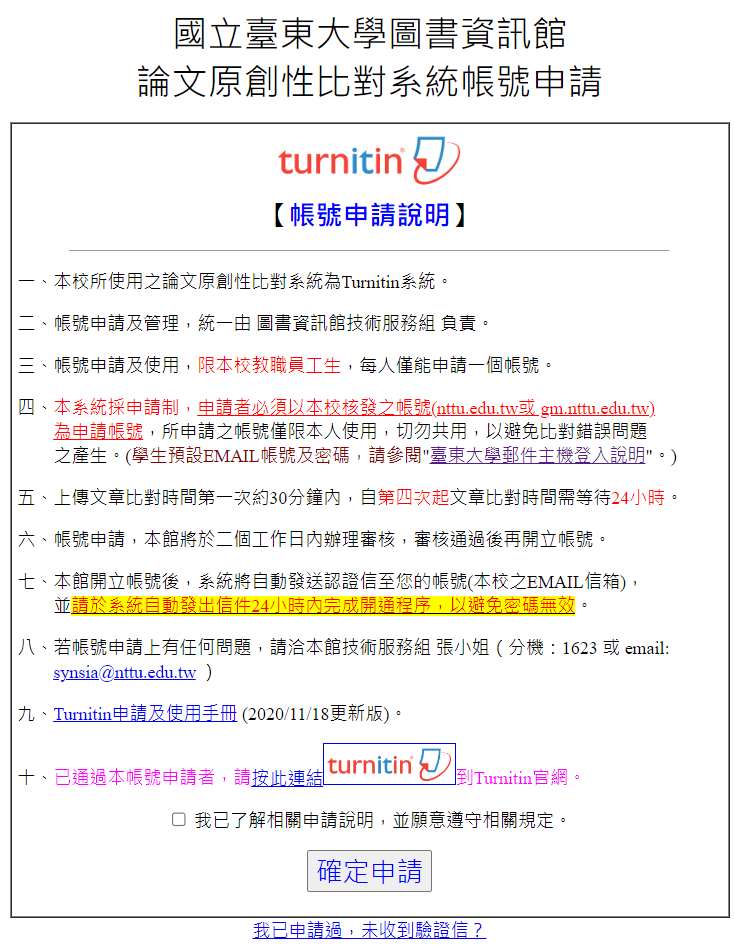 國立臺東大學圖書資訊館
論文原創性比對系統帳號申請
turnitin
【帳號申請說明】
一、本校所使用之論文原創性比對系統為Turnitin系統。
二、帳號申請及管理，統一由 圖書資訊館技術服務組 負責。
三、帳號申請及使用，限本校教職員工生，每人僅能申請一個帳號。
四、本系統採申請制，申請者必須以本校核發之帳號(nttu.edu.tw或 gm.nttu.edu.tw)
為申請帳號，所申請之帳號僅限本人使用，切勿共用，以避免比對錯誤問題
之產生。(學生預設EMAIL帳號及密碼，請參閱"臺東大學郵件主機登入說明"。)
五、上傳文章比對時間第一次約30分鐘內，自第四次起文章比對時間需等待24小時。
六、帳號申請，本館將於二個工作日內辦理審核，審核通過後再開立帳號。
七、本館開立帳號後，系統將自動發送認證信至您的帳號(本校之EMAIL信箱)，
並請於系統自動發出信件24小時內完成開通程序，以避免密碼無效。
八、若帳號申請上有任何問題，請洽本館技術服務組 張小姐（分機：1623 或 email:
synsia@nttu.edu.tw ）
九、Turnitin申請及使用手冊 (2020/11/18更新版)。
十、已通過本帳號申請者，請按此連結turnitin到Turnitin官網。
我已了解相關申請說明，並願意遵守相關規定。
確定申請
我已申請過，未收到驗證信？